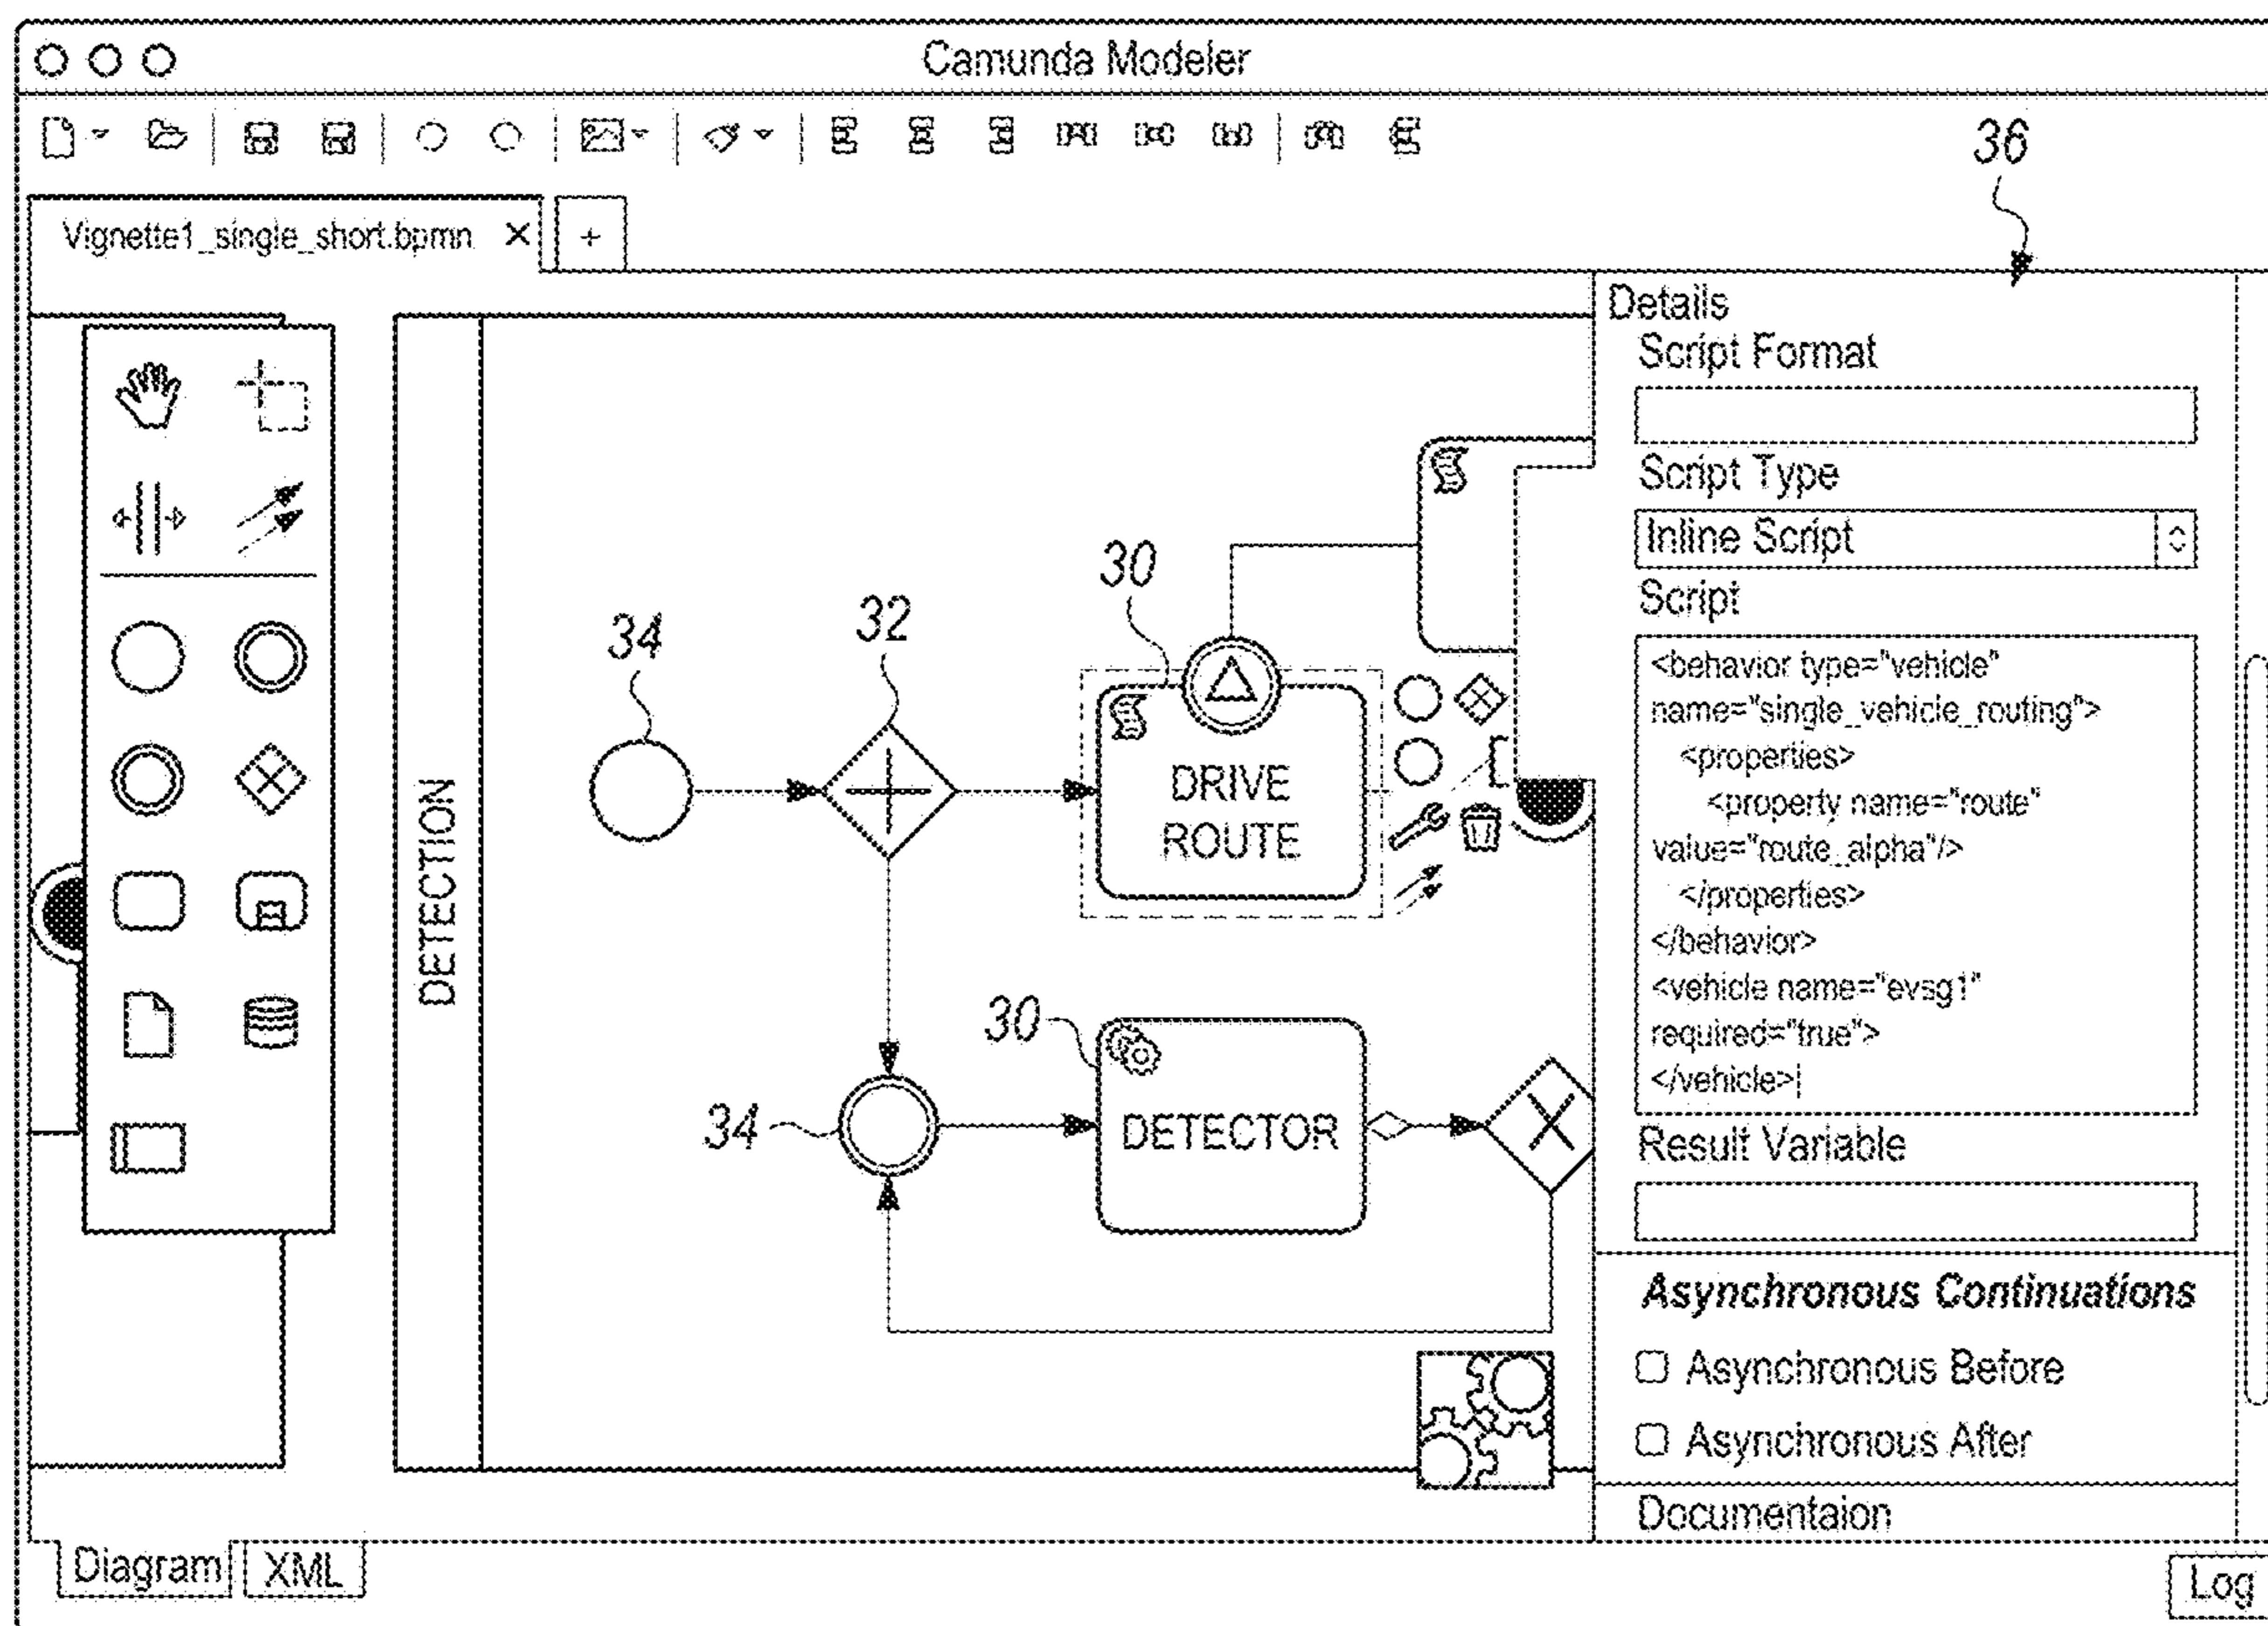 Camunda Modeler
36
Vignette1_single_short.bpmn ✕ +
Details
Script Format
Script Type
Inline Script
Script
<behavior type="vehicle"
name="single_vehicle_routing">
<properties>
<property name="route"
value="route_alpha"/>
</properties>
</behavior>
<vehicle name="evsg1"
required="true">
</vehicle>|
Result Variable
Asynchronous Continuations
Asynchronous Before
Asynchronous After
Documentaion
DETECTION
34
32
30
DRIVE
ROUTE
30
34
DETECTOR
Diagram
XML
Log